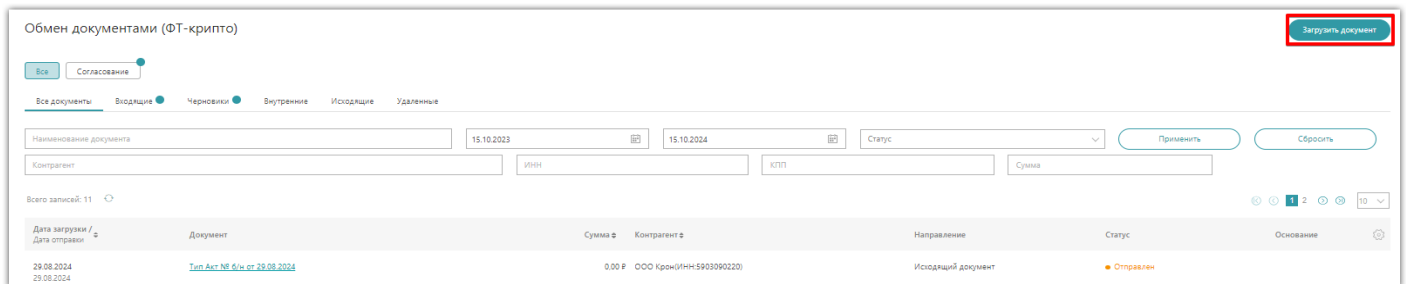 Обмен документами (ФТ-крипто)
Загрузить документ
Все
Согласование
Все документы Входящие Черновики Внутренние Исходящие Удаленные
Наименование документа 15.10.2023 15.10.2024 Статус Применить Сбросить
Контрагент ИНН КПП Сумма
Всего записей: 11 1 2 10
Дата загрузки /
Дата отправки
Документ Сумма Контрагент Направление Статус Основание
29.08.2024 Тип Акт № б/н от 29.08.2024 0.00 ₽ ООО Крон(ИНН:5903090220) Исходящий документ Отправлен
29.08.2024